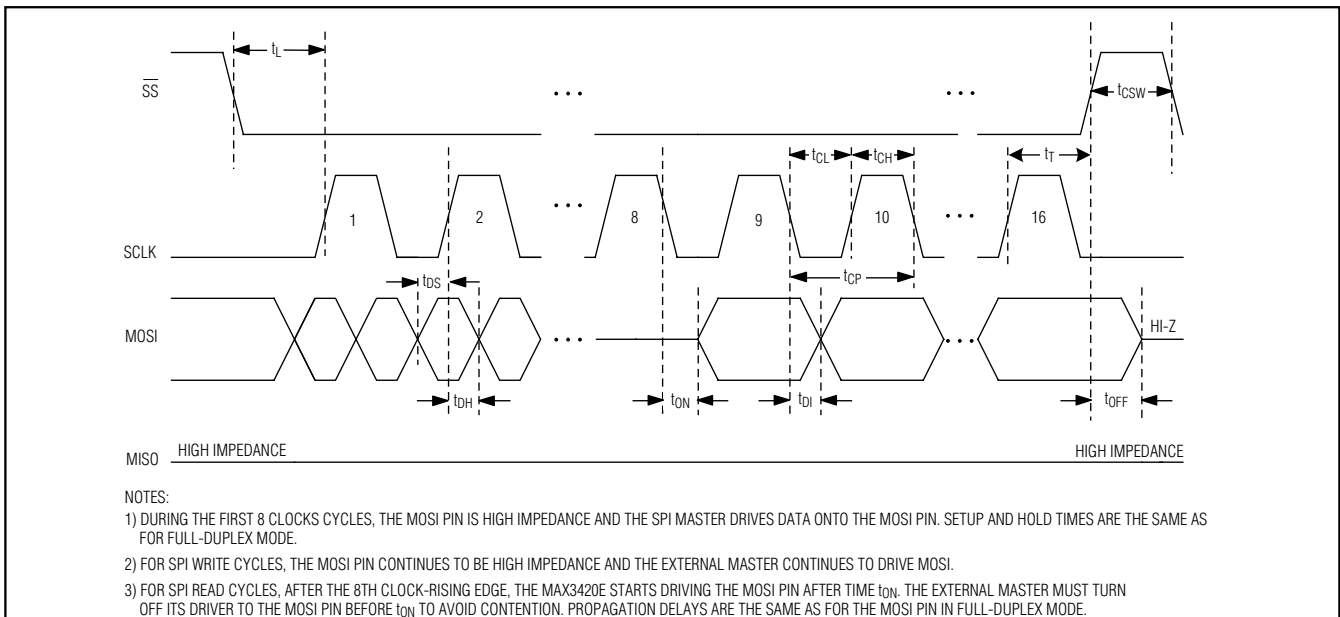 tL
SS
• • •
• • •
tCSW
tCL
tCH
tT
1
2
• • •
8
9
10
• • •
16
SCLK
tDS
tCP
MOSI
• • •
• • •
HI-Z
tDH
tON
tDI
tOFF
MISO
HIGH IMPEDANCE
HIGH IMPEDANCE
NOTES:
1) DURING THE FIRST 8 CLOCKS CYCLES, THE MOSI PIN IS HIGH IMPEDANCE AND THE SPI MASTER DRIVES DATA ONTO THE MOSI PIN. SETUP AND HOLD TIMES ARE THE SAME AS
FOR FULL-DUPLEX MODE.
2) FOR SPI WRITE CYCLES, THE MOSI PIN CONTINUES TO BE HIGH IMPEDANCE AND THE EXTERNAL MASTER CONTINUES TO DRIVE MOSI.
3) FOR SPI READ CYCLES, AFTER THE 8TH CLOCK-RISING EDGE, THE MAX3420E STARTS DRIVING THE MOSI PIN AFTER TIME tON. THE EXTERNAL MASTER MUST TURN
OFF ITS DRIVER TO THE MOSI PIN BEFORE tON TO AVOID CONTENTION. PROPAGATION DELAYS ARE THE SAME AS FOR THE MOSI PIN IN FULL-DUPLEX MODE.